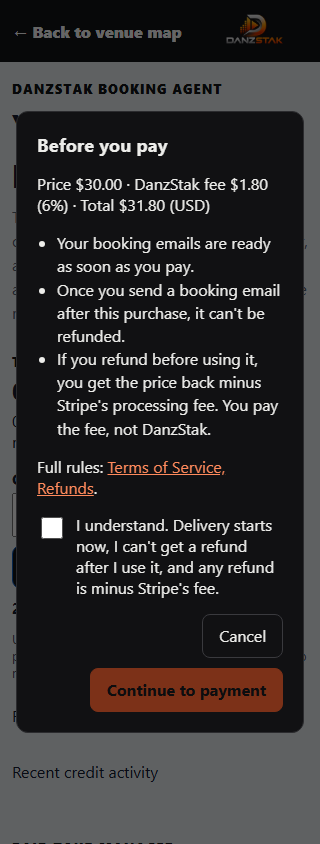 ← Back to venue map
DANZSTAK
DANZSTAK BOOKING AGENT
Before you pay
Price $30.00 · DanzStak fee $1.80
(6%) · Total $31.80 (USD)
• Your booking emails are ready
as soon as you pay.
• Once you send a booking email
after this purchase, it can't be
refunded.
• If you refund before using it,
you get the price back minus
Stripe's processing fee. You pay
the fee, not DanzStak.
Full rules: Terms of Service,
Refunds.
I understand. Delivery starts
now, I can't get a refund
after I use it, and any refund
is minus Stripe's fee.
Cancel
Continue to payment
Recent credit activity